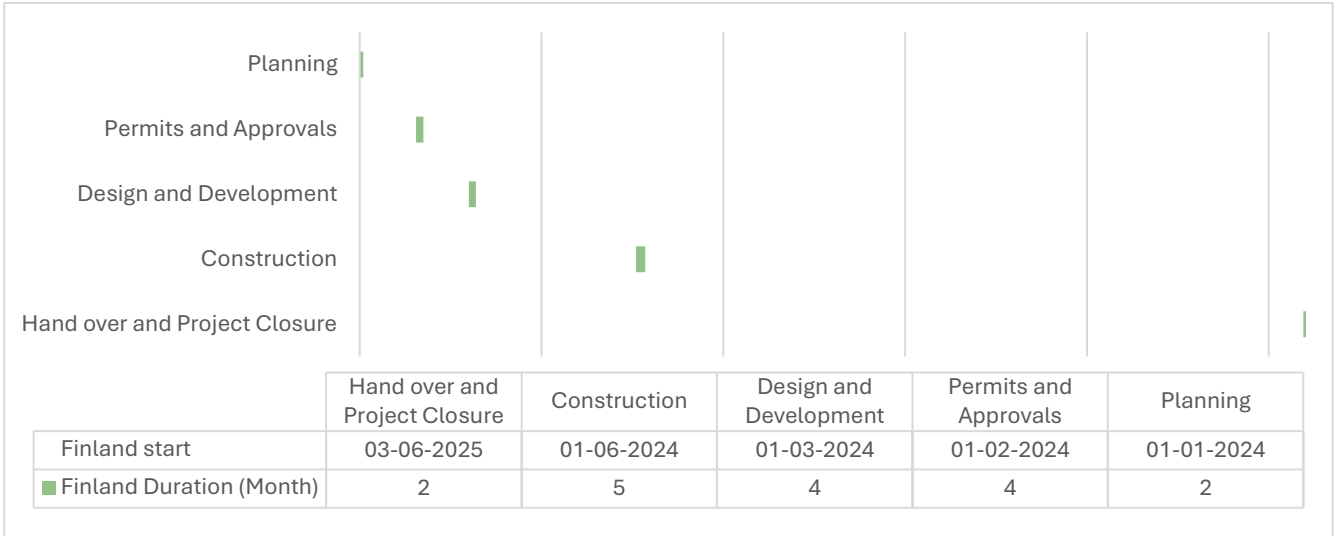 Planning
Permits and Approvals
Design and Development
Construction
Hand over and Project Closure
Hand over and
Project Closure
Construction
Design and
Development
Permits and
Approvals
Planning
Finland start 03-06-2025 01-06-2024 01-03-2024 01-02-2024 01-01-2024
Finland Duration (Month) 2 5 4 4 2